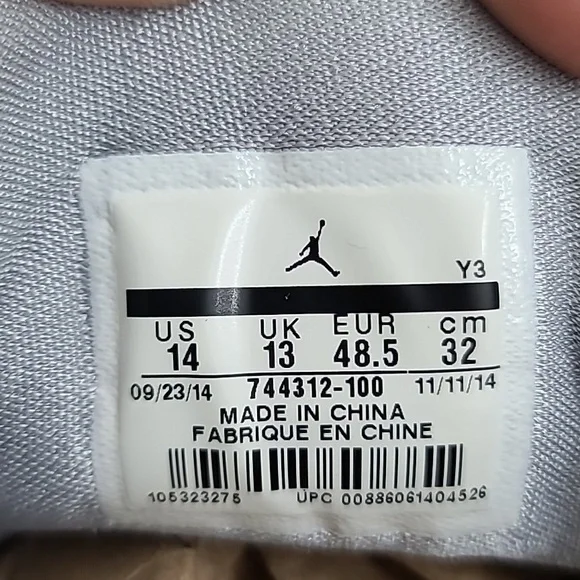 Y3
US UK EUR cm
14 13 48.5 32
09/23/14 744312-100 11/11/14
MADE IN CHINA
FABRIQUE EN CHINE
105323275 UPC 00886061404526